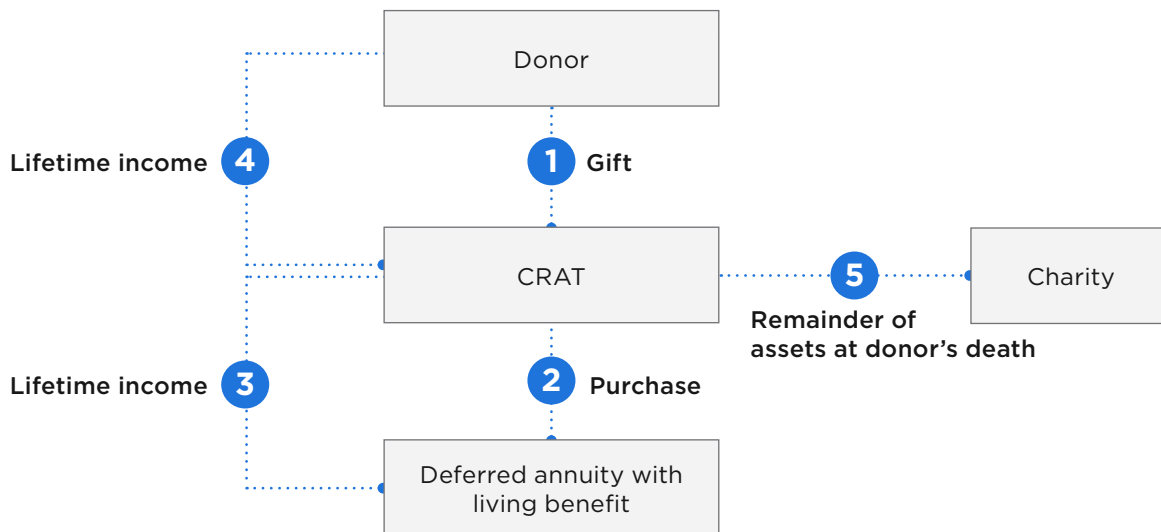 Donor
Lifetime income
4
1
Gift
CRAT
5
Charity
Remainder of
assets at donor’s death
Lifetime income
3
2
Purchase
Deferred annuity with
living benefit